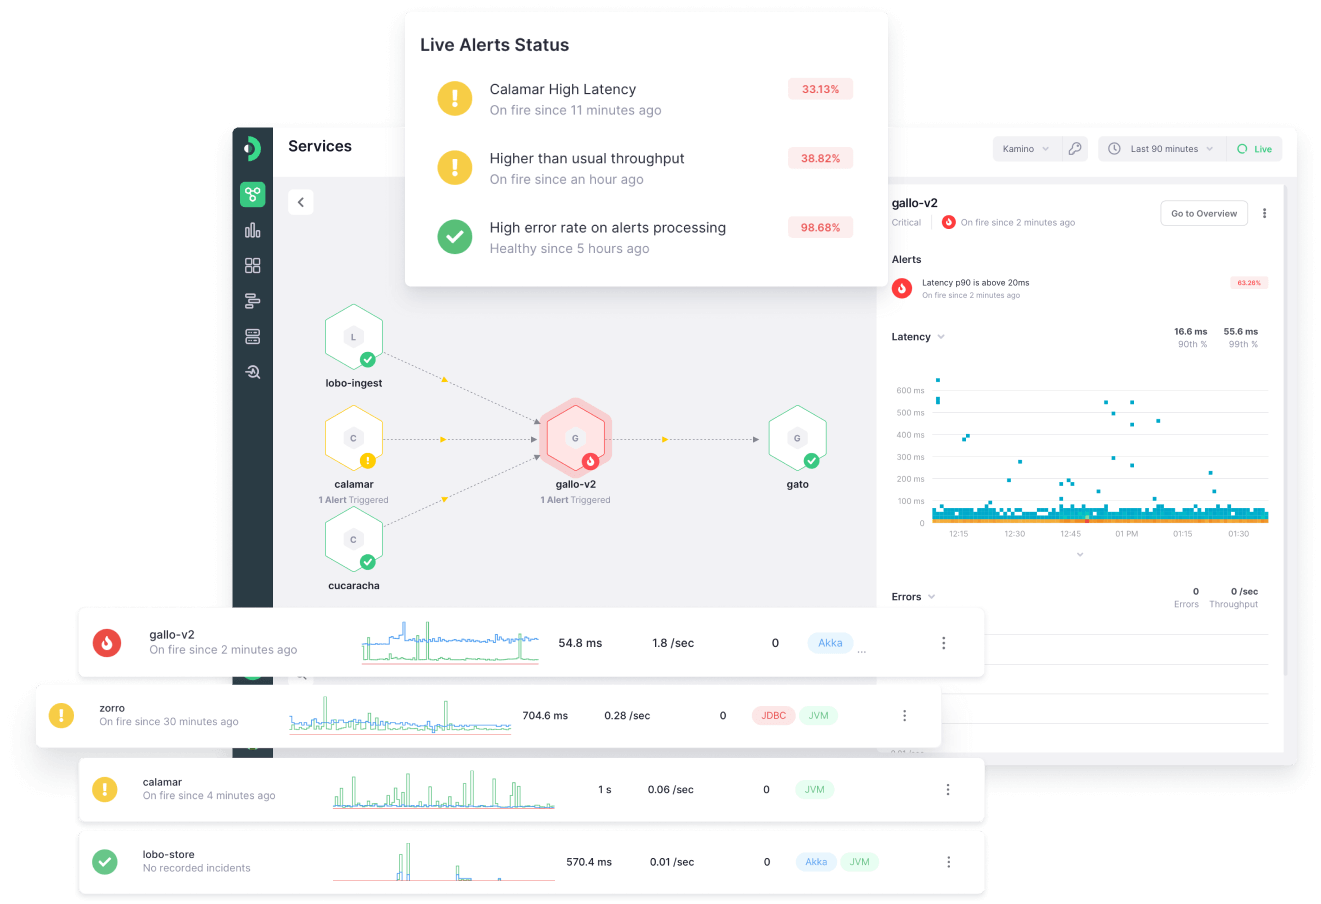 Live Alerts Status
Calamar High Latency
33.13%
On fire since 11 minutes ago
Higher than usual throughput
38.82%
On fire since an hour ago
High error rate on alerts processing
98.68%
Healthy since 5 hours ago
Services
Kamino
Last 90 minutes
Live
L
lobo-ingest
C
calamar
1 Alert Triggered
C
cucaracha
G
gallo-v2
1 Alert Triggered
G
gato
gallo-v2
Critical
On fire since 2 minutes ago
Go to Overview
Alerts
Latency p90 is above 20ms
63.28%
On fire since 2 minutes ago
Latency
16.6 ms 55.6 ms
90th % 99th %
600 ms
500 ms
400 ms
300 ms
200 ms
100 ms
0
12:15 12:30 12:45 01 PM 01:15 01:30
Errors
0 0 /sec
Errors Throughput
gallo-v2
On fire since 2 minutes ago
54.8 ms 1.8 /sec 0 Akka ...
zorro
On fire since 30 minutes ago
704.6 ms 0.28 /sec 0 JDBC JVM
calamar
On fire since 4 minutes ago
1 s 0.06 /sec 0 JVM
lobo-store
No recorded incidents
570.4 ms 0.01 /sec 0 Akka JVM